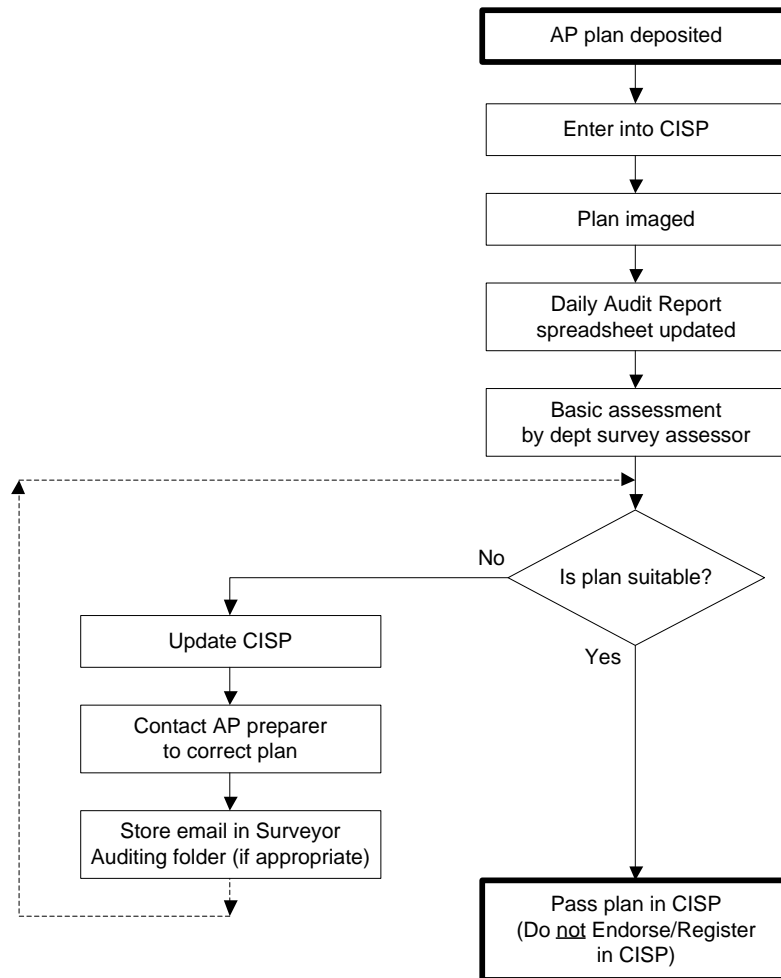 AP plan deposited
Enter into CISP
Plan imaged
Daily Audit Report
spreadsheet updated
Basic assessment
by dept survey assessor
Is plan suitable?
No
Update CISP
Contact AP preparer
to correct plan
Store email in Surveyor
Auditing folder (if appropriate)
Yes
Pass plan in CISP
(Do not Endorse/Register
in CISP)